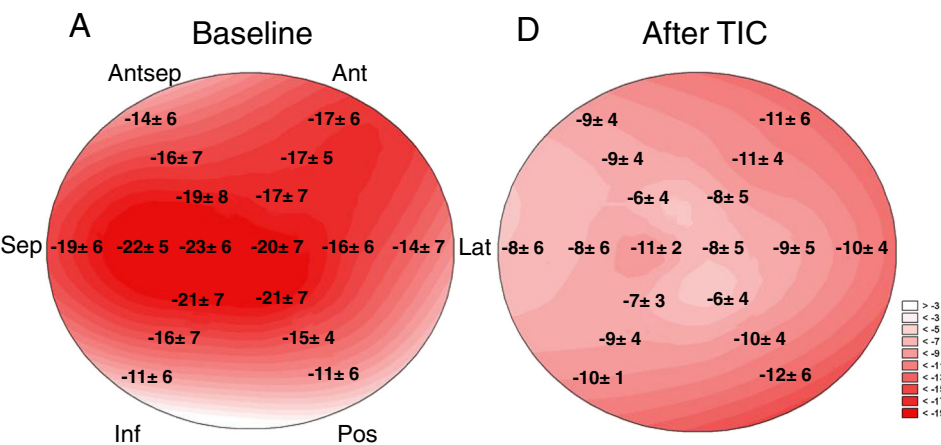 A Baseline D After TIC
Antsep Ant
-14± 6 -17± 6 -9± 4 -11± 6
-16± 7 -17± 5 -9± 4 -11± 4
-19± 8 -17± 7 -6± 4 -8± 5
Sep -19± 6 -22± 5 -23± 6 -20± 7 -16± 6 -14± 7 Lat -8± 6 -8± 6 -11± 2 -8± 5 -9± 5 -10± 4
-21± 7 -21± 7 -7± 3 -6± 4
-16± 7 -15± 4 -9± 4 -10± 4
-11± 6 -11± 6 -10± 1 -12± 6
Inf Pos
> -3
< -3
< -5
< -7
< -9